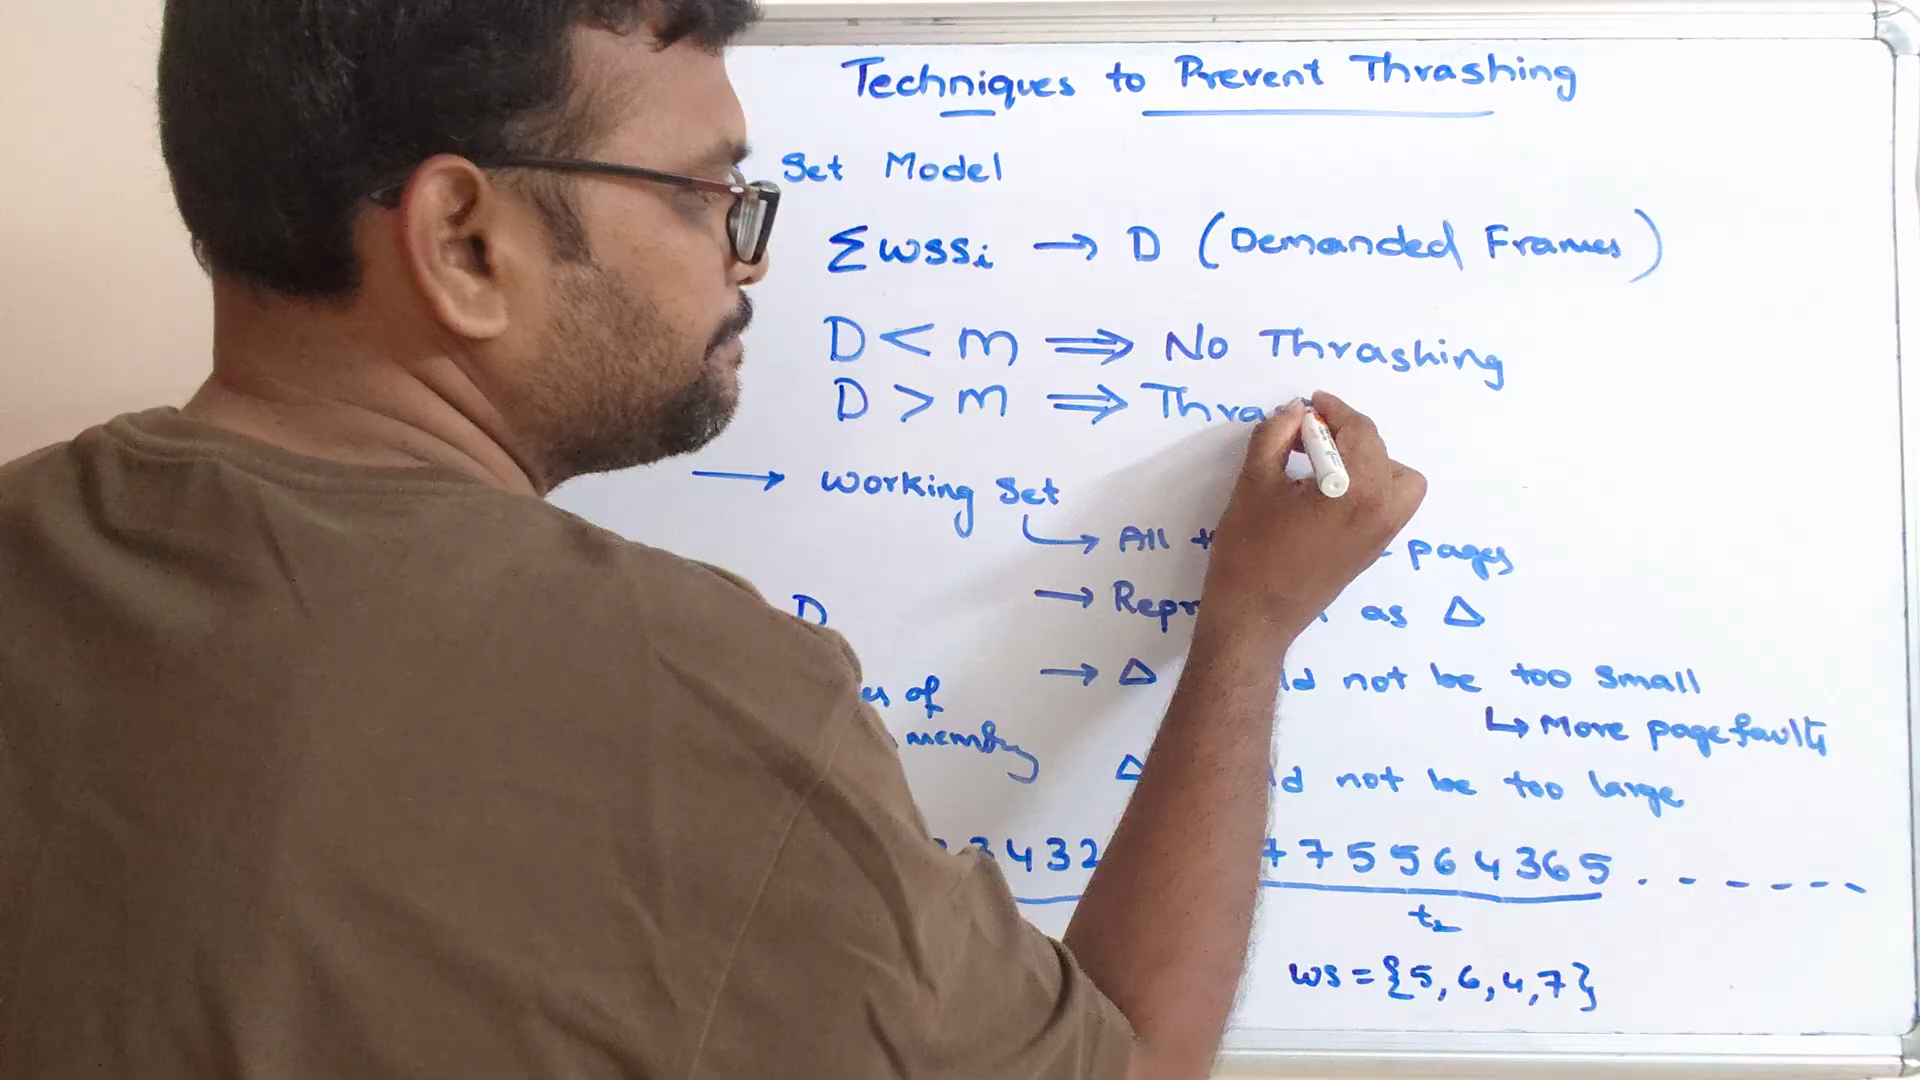 Techniques to Prevent Thrashing
Set Model
∑wssi → D (Demanded Frames)
D < m ⇒ No Thrashing
D > m ⇒ Thra
→ working set
↳ All pages
→ Repr as Δ
D
→ Δ not be too small
of
↳ More page faults
memory
Δ not be too large
3432 7 7 5 5 6 4 3 6 5 . - - - - - -
t2
ws = {5, 6, 4, 7}